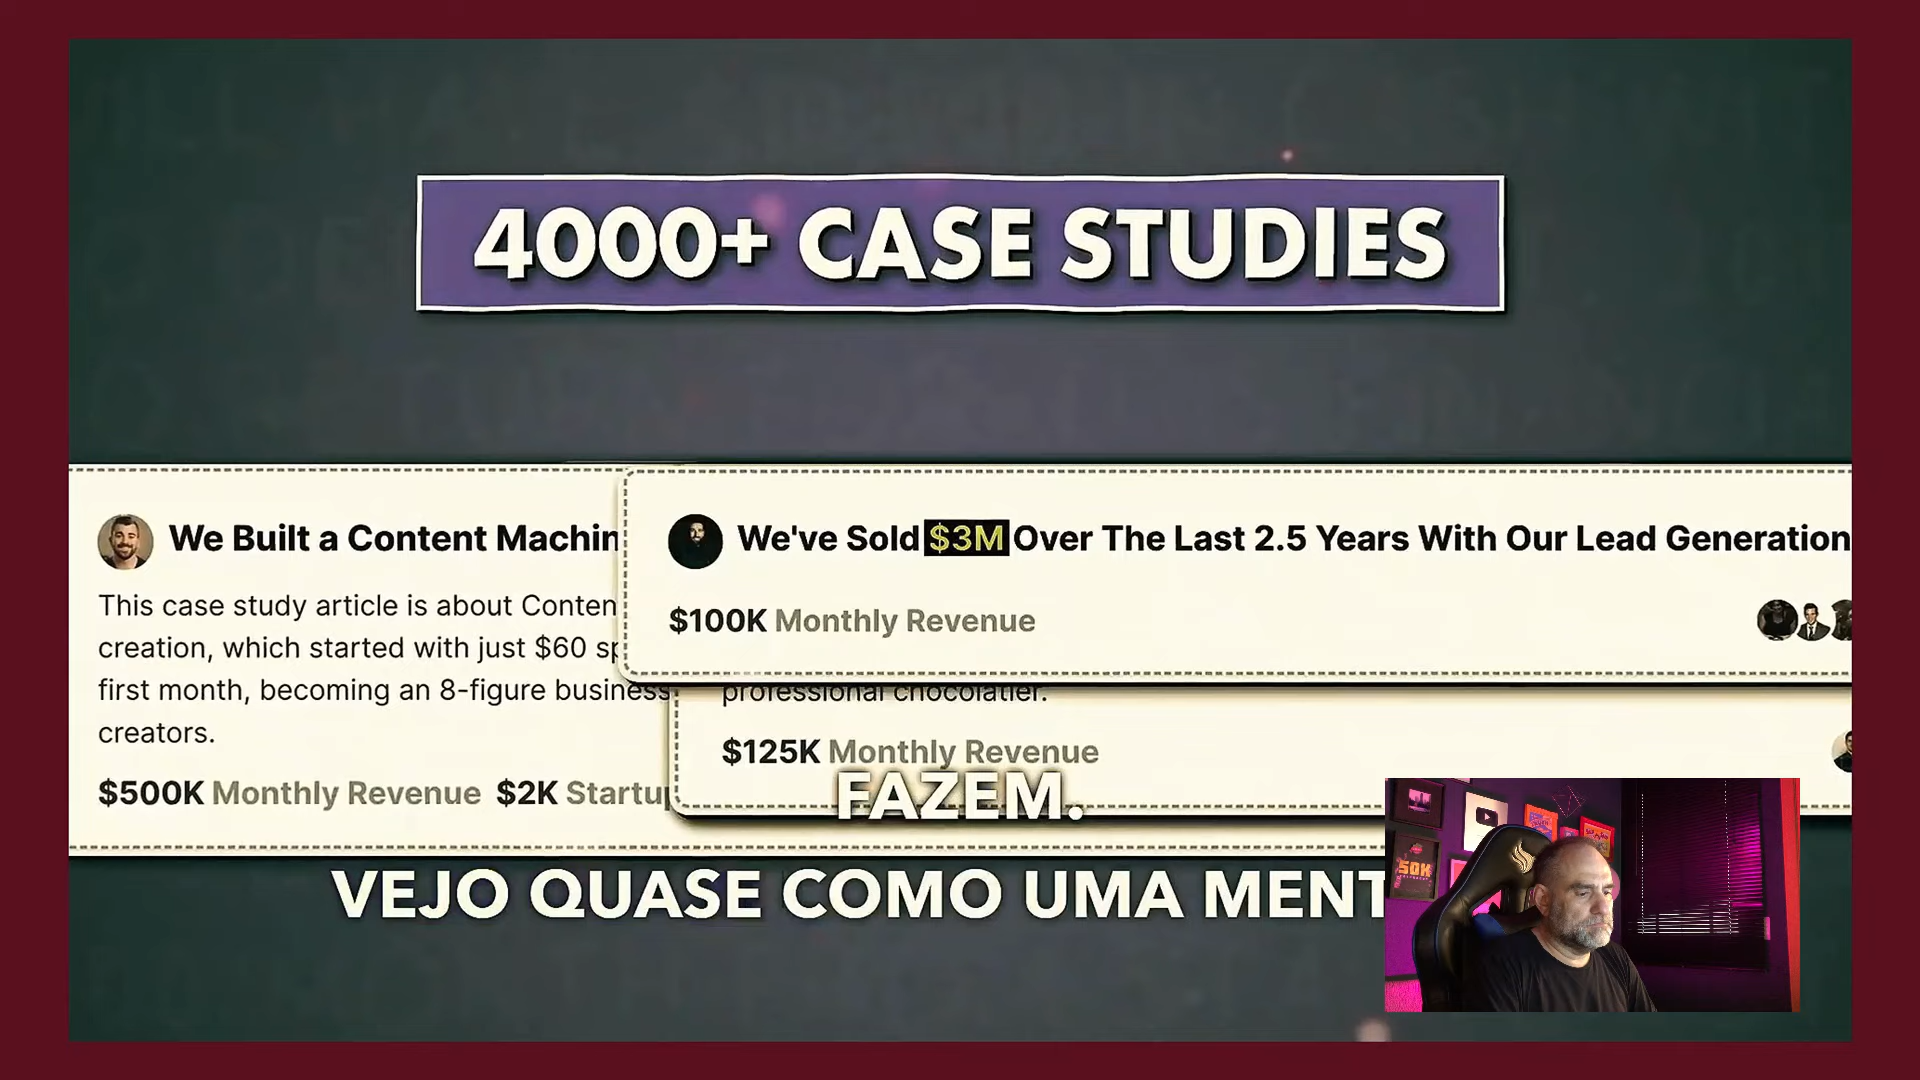 4000+ CASE STUDIES
We Built a Content Machin
This case study article is about Conten
creation, which started with just $60
first month, becoming an 8-figure business
creators.
$500K Monthly Revenue $2K Startup
We've Sold $3M Over The Last 2.5 Years With Our Lead Generation
$100K Monthly Revenue
professional chocolatier.
$125K Monthly Revenue
FAZEM.
VEJO QUASE COMO UMA MENT
50K